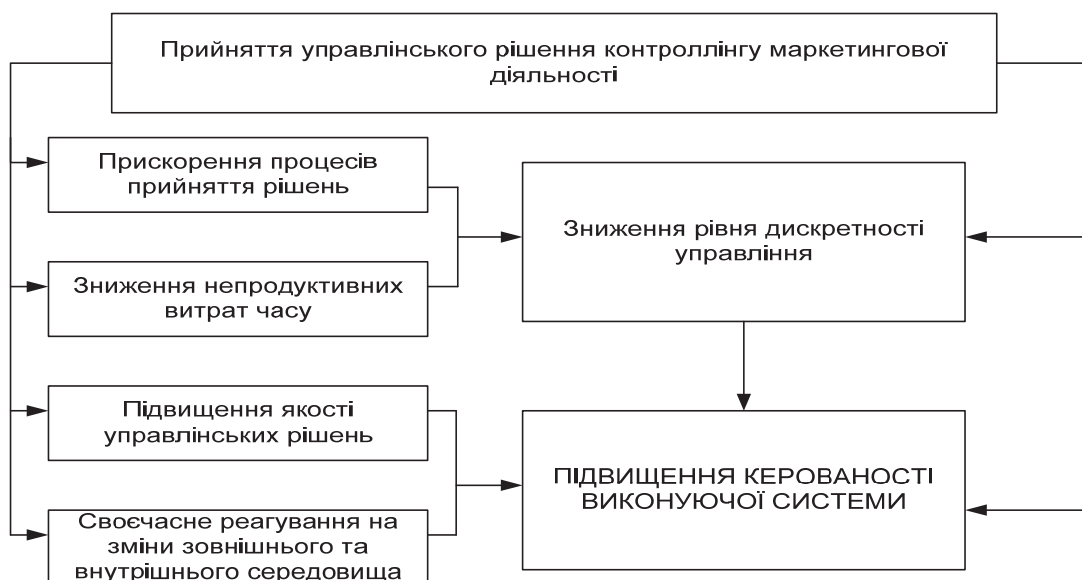 Прийняття управлінського рішення контроллінгу маркетингової
діяльності
Прискорення процесів
прийняття рішень
Зниження рівня дискретності
управління
Зниження непродуктивних
витрат часу
Підвищення якості
управлінських рішень
ПІДВИЩЕННЯ КЕРОВАНОСТІ
ВИКОНУЮЧОЇ СИСТЕМИ
Своєчасне реагування на
зміни зовнішнього та
внутрішнього середовища